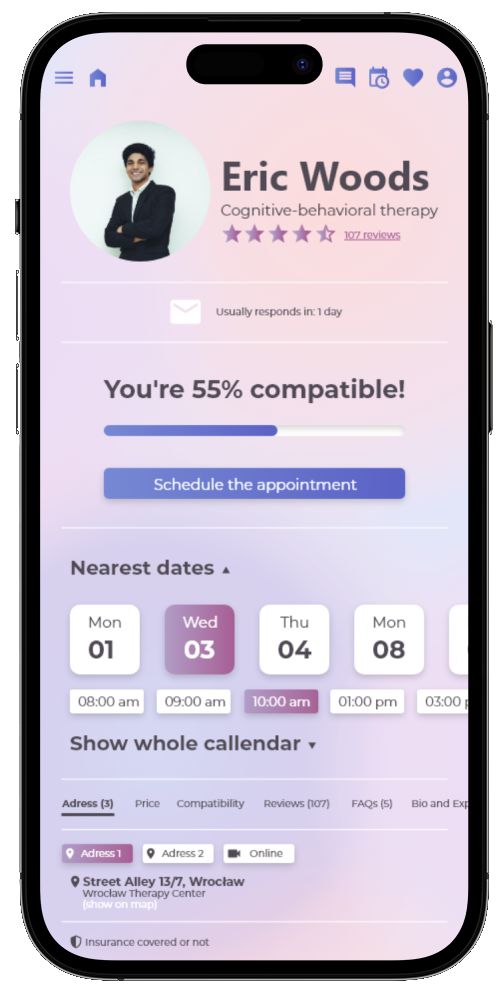 Eric Woods
Cognitive-behavioral therapy
107 reviews
Usually responds in: 1 day
You're 55% compatible!
Schedule the appointment
Nearest dates ▲
Mon Wed Thu Mon
01 03 04 08
08:00 am 09:00 am 10:00 am 01:00 pm 03:00 p
Show whole callendar ▼
Adress (3) Price Compatibility Reviews (107) FAQs (5) Bio and Exp
Adress 1 Adress 2 Online
Street Alley 13/7, Wrocław
Wrocław Therapy Center
(show on map)
Insurance covered or not